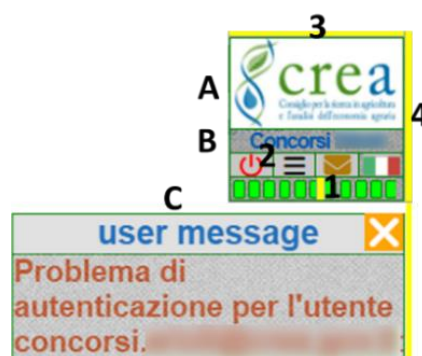 3
A
crea
Consiglio per la ricerca in agricoltura
e l'analisi dell'economia agraria
4
B
Concorsi
2
1
C
user message
Problema di
autenticazione per l'utente
concorsi.